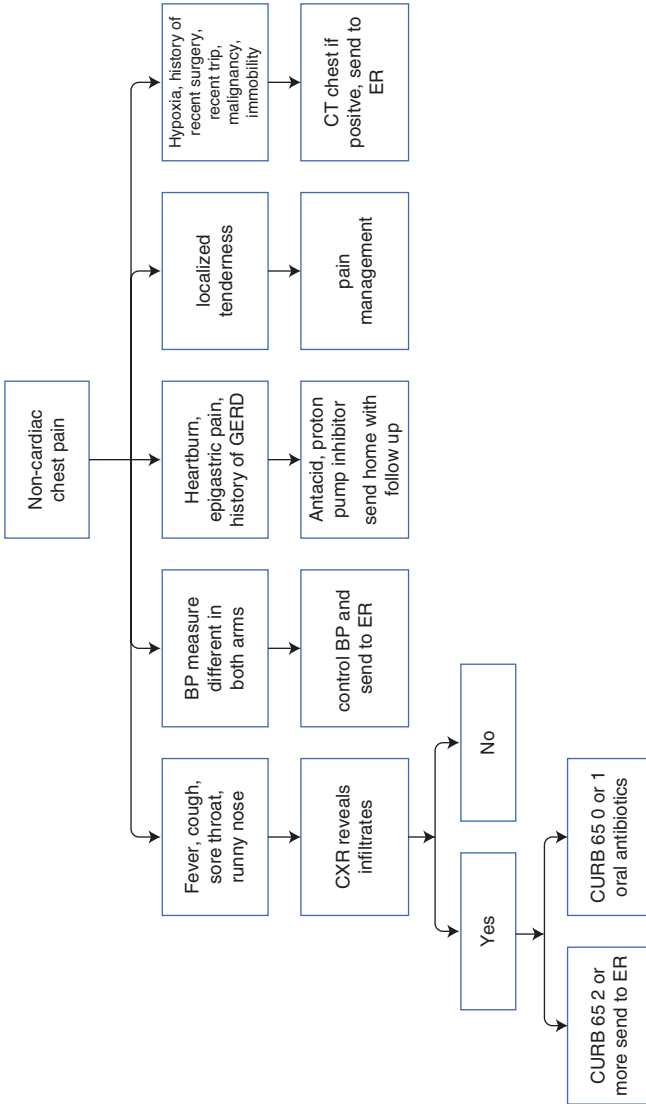 Non-cardiac
chest pain
Fever, cough,
sore throat,
runny nose
BP measure
different in
both arms
Heartburn,
epigastric pain,
history of GERD
localized
tenderness
Hypoxia, history of
recent surgery,
recent trip,
malignancy,
immobility
CXR reveals
infiltrates
control BP and
send to ER
Antacid, proton
pump inhibitor
send home with
follow up
pain
management
CT chest if
positve, send to
ER
Yes
No
CURB 65 2 or
more send to ER
CURB 65 0 or 1
oral antibiotics